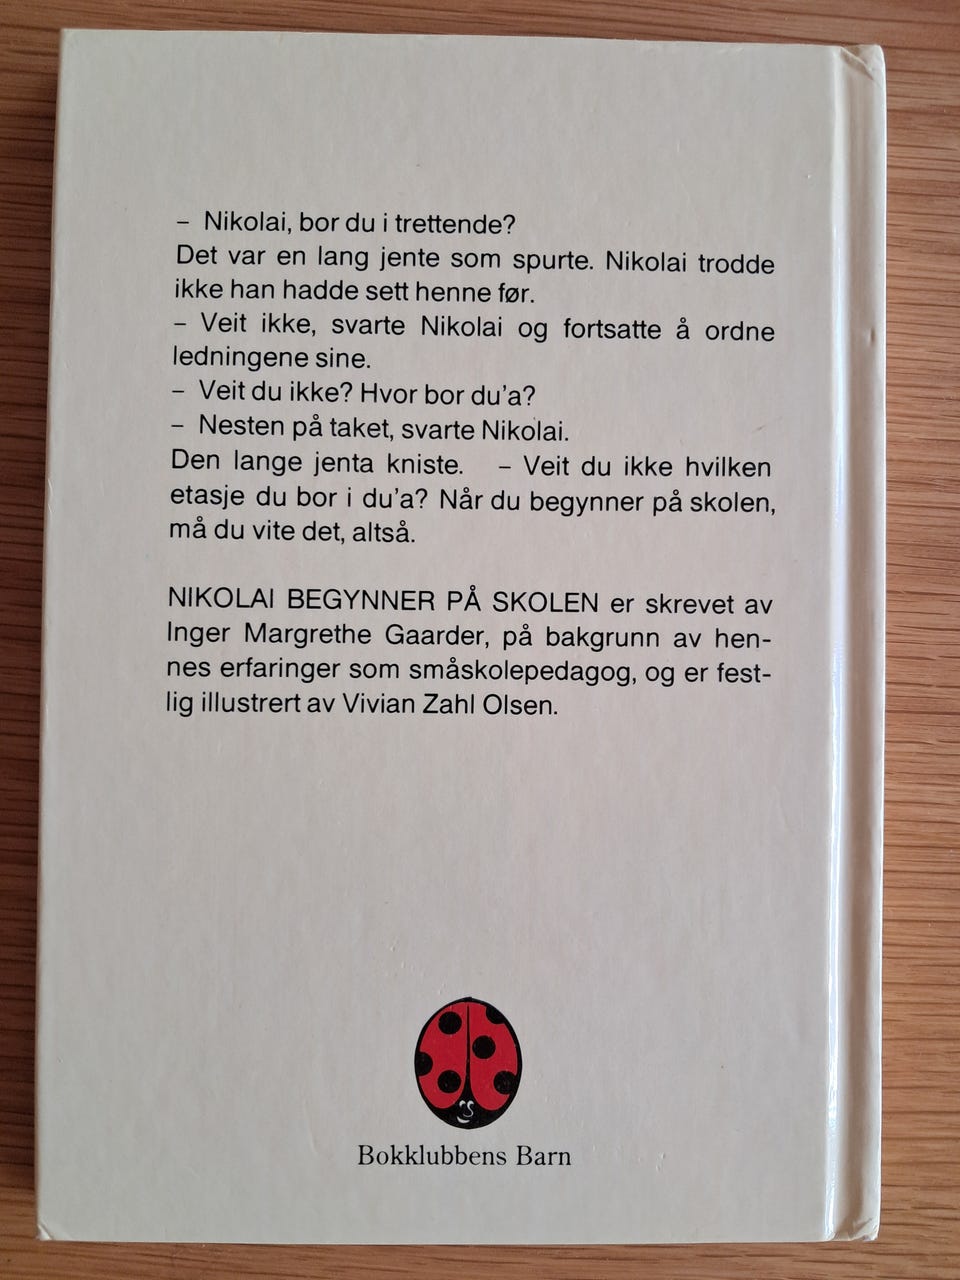 – Nikolai, bor du i trettende?
Det var en lang jente som spurte. Nikolai trodde
ikke han hadde sett henne før.
– Veit ikke, svarte Nikolai og fortsatte å ordne
ledningene sine.
– Veit du ikke? Hvor bor du'a?
– Nesten på taket, svarte Nikolai.
Den lange jenta kniste. – Veit du ikke hvilken
etasje du bor i du'a? Når du begynner på skolen,
må du vite det, altså.
NIKOLAI BEGYNNER PÅ SKOLEN er skrevet av
Inger Margrethe Gaarder, på bakgrunn av hen-
nes erfaringer som småskolepedagog, og er fest-
lig illustrert av Vivian Zahl Olsen.
Bokklubbens Barn